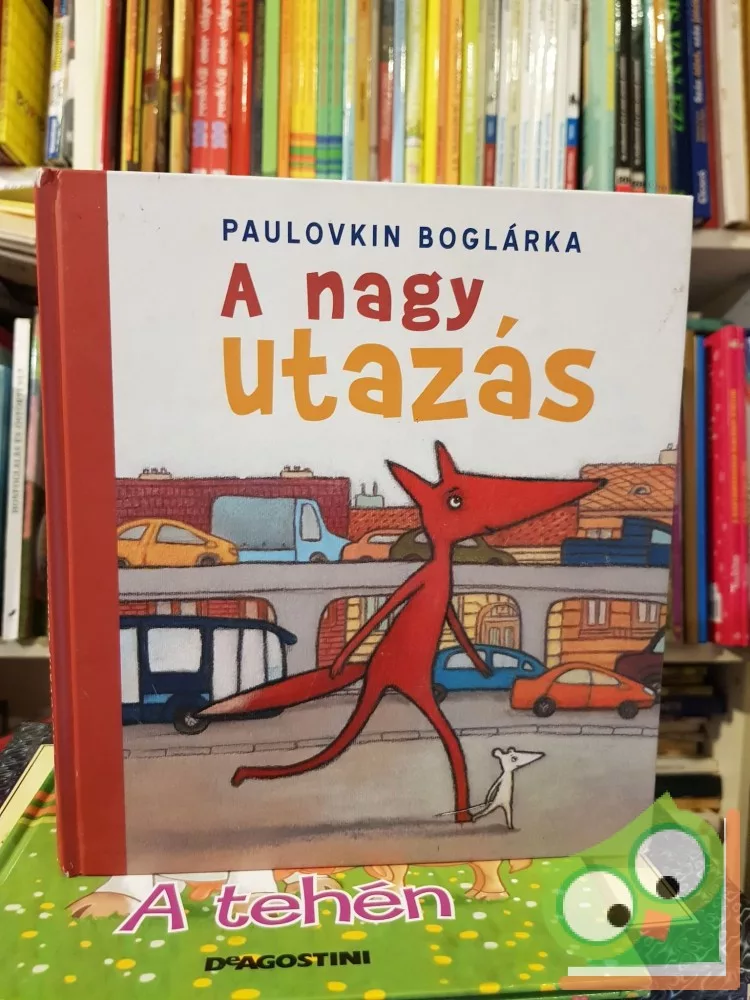 PAULOVKIN BOGLÁRKA
A nagy
utazás
A tehén
DeAGOSTINI